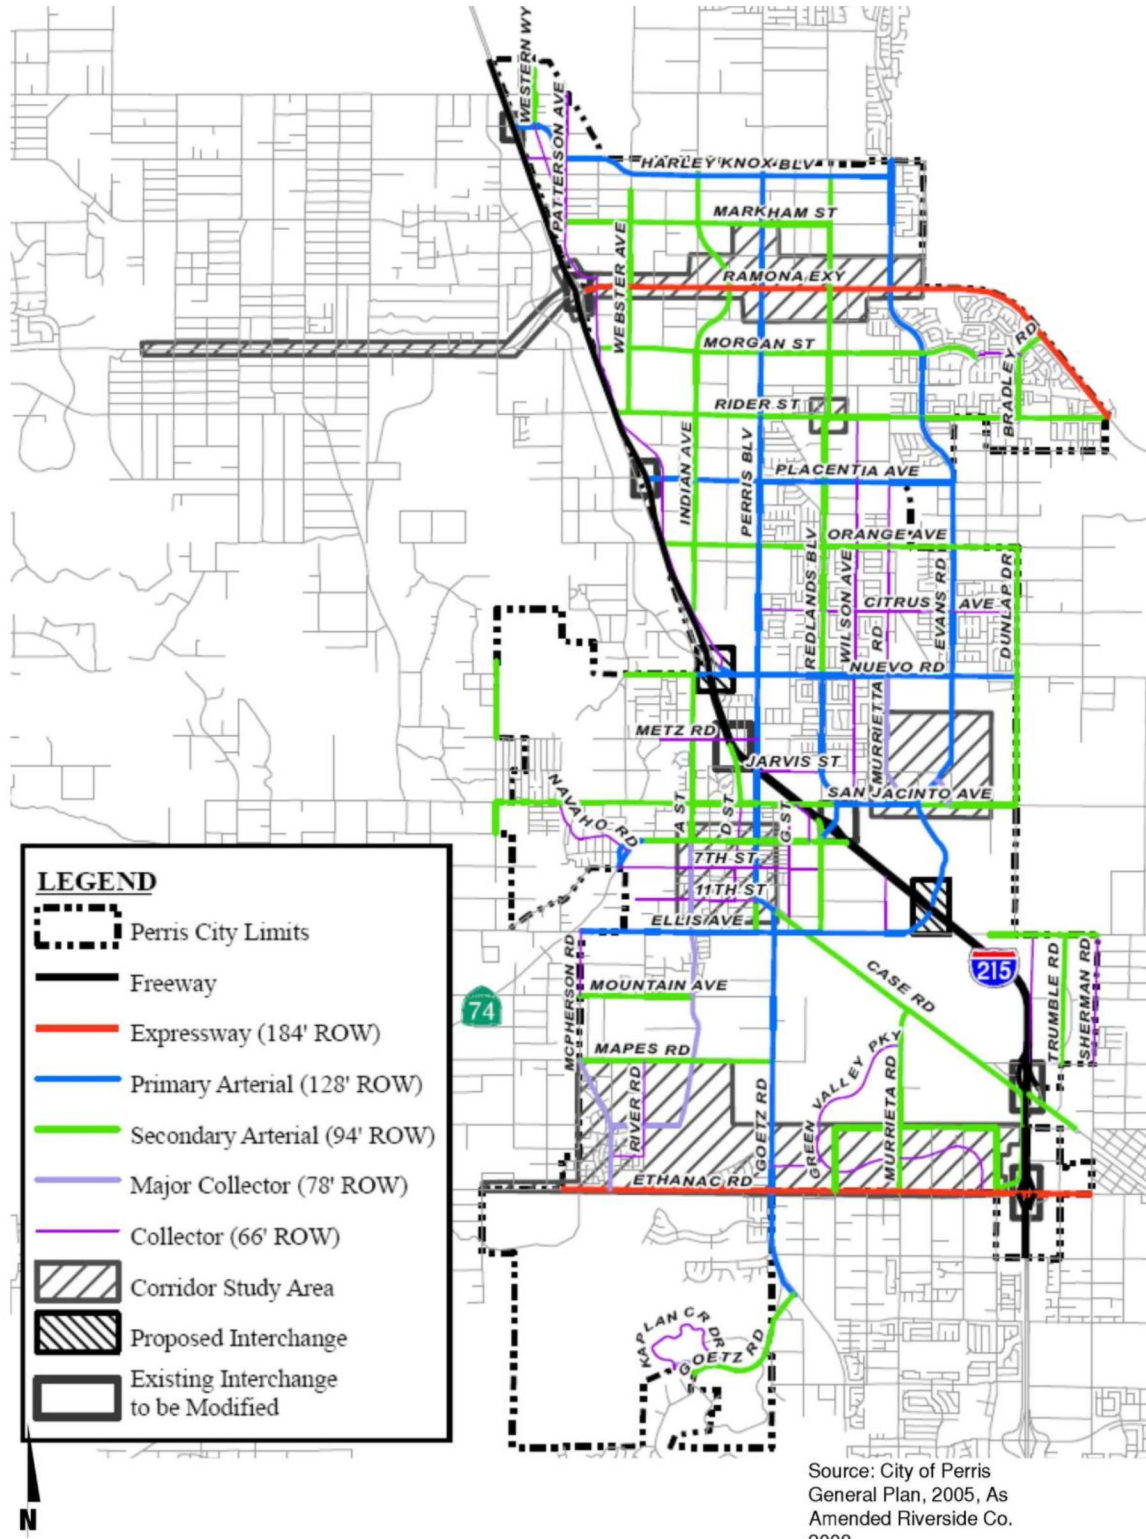 WESTERN WY
PATTERSON AVE
HARLEY KNOX BLV
MARKHAM ST
WEBSTER AVE
RAMONA EXY
MORGAN ST
BRADLEY RD
RIDER ST
INDIAN AVE
PERRIS BLV
PLACENTIA AVE
ORANGE AVE
REDLANDS BLV
WILSON AVE
CITRUS AVE
EVANS RD
DUNLAP DR
NUEVO RD
MURRIETTA RD
METZ RD
JARVIS ST
SAN JACINTO AVE
NAVAHO RD
A ST
D ST
G ST
7TH ST
11TH ST
ELLIS AVE
LEGEND
Perris City Limits
Freeway
Expressway (184' ROW)
Primary Arterial (128' ROW)
Secondary Arterial (94' ROW)
Major Collector (78' ROW)
Collector (66' ROW)
Corridor Study Area
Proposed Interchange
Existing Interchange
to be Modified
CASE RD
215
74
MCPHERSON RD
MOUNTAIN AVE
TRUMBLE RD
SHERMAN RD
MAPES RD
RIVER RD
GOETZ RD
GREEN VALLEY PKY
MURRIETA RD
ETHANAC RD
KAPLAN CR DR
GOETZ RD
N
Source: City of Perris
General Plan, 2005, As
Amended Riverside Co.